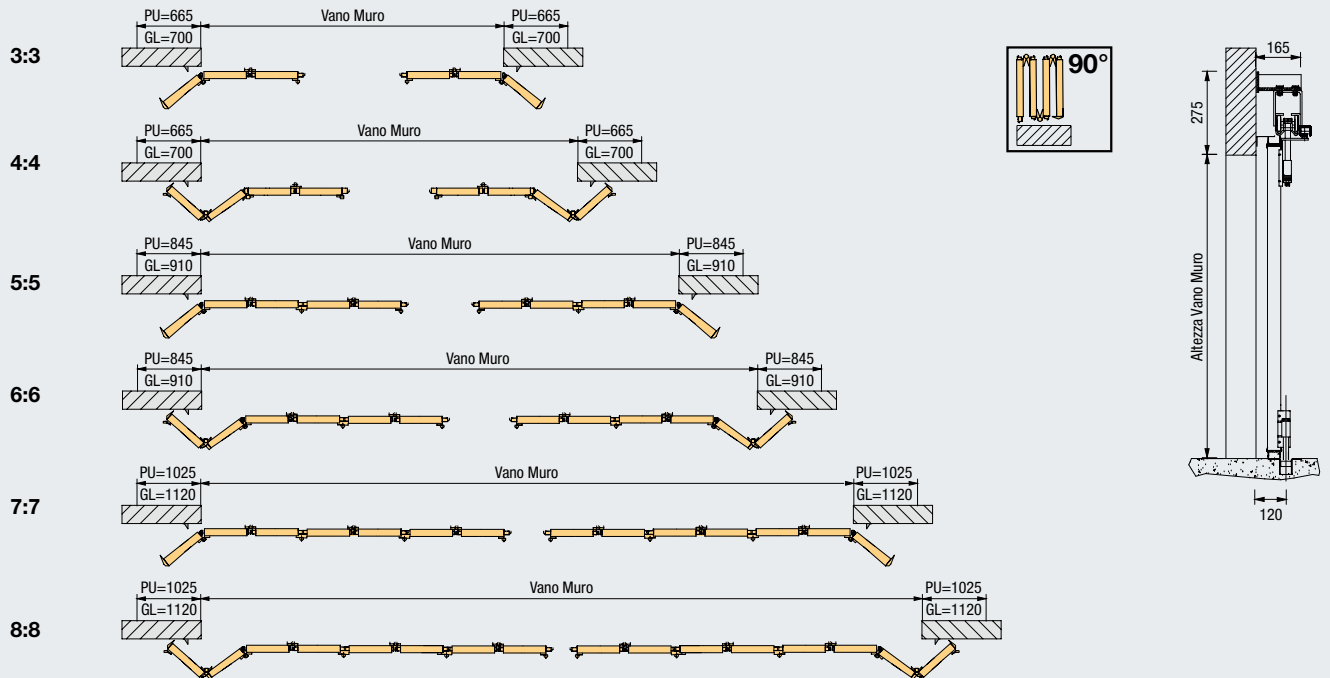 PU=665 Vano Muro PU=665
3:3 GL=700 GL=700
PU=665 Vano Muro PU=665
4:4 GL=700 GL=700
PU=845 Vano Muro PU=845
5:5 GL=910 GL=910
PU=845 Vano Muro PU=845
6:6 GL=910 GL=910
PU=1025 Vano Muro PU=1025
7:7 GL=1120 GL=1120
PU=1025 Vano Muro PU=1025
8:8 GL=1120 GL=1120
90°
165
275
Altezza Vano Muro
120